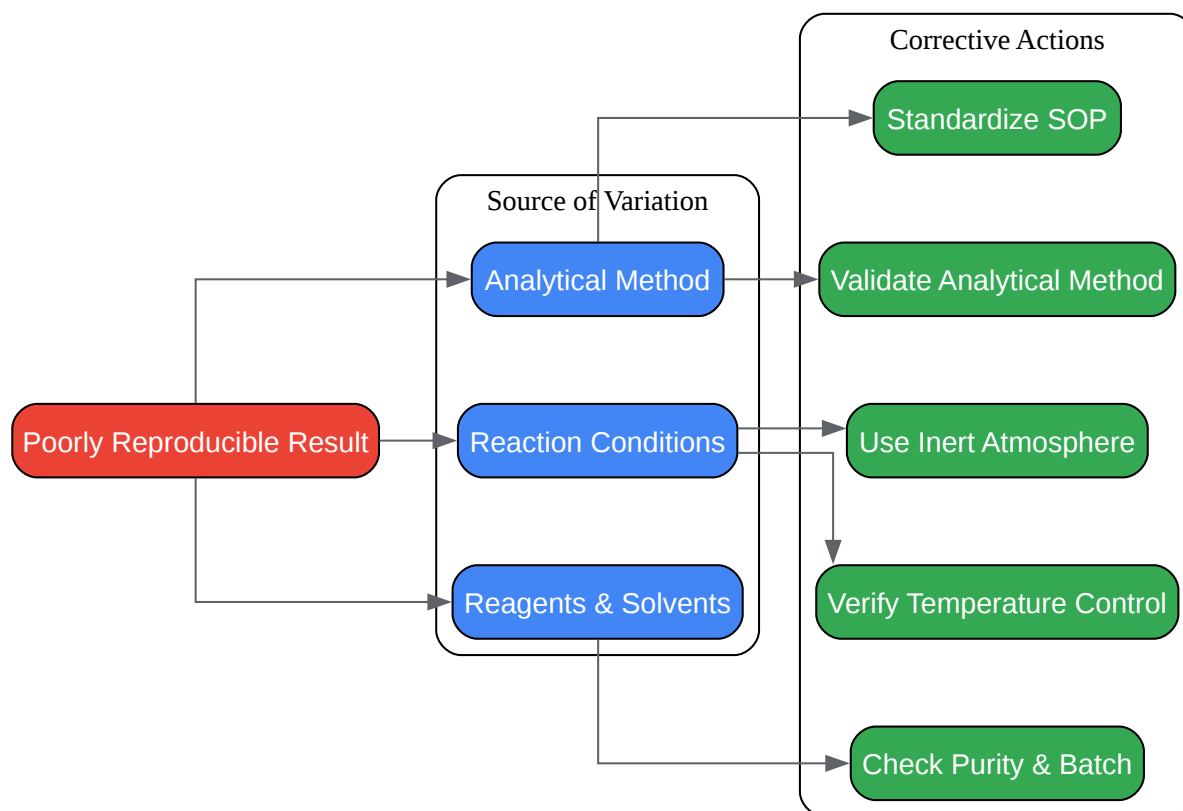 Corrective Actions
Standardize SOP
Source of Variation
Analytical Method
Validate Analytical Method
Poorly Reproducible Result
Reaction Conditions
Use Inert Atmosphere
Reagents & Solvents
Verify Temperature Control
Check Purity & Batch